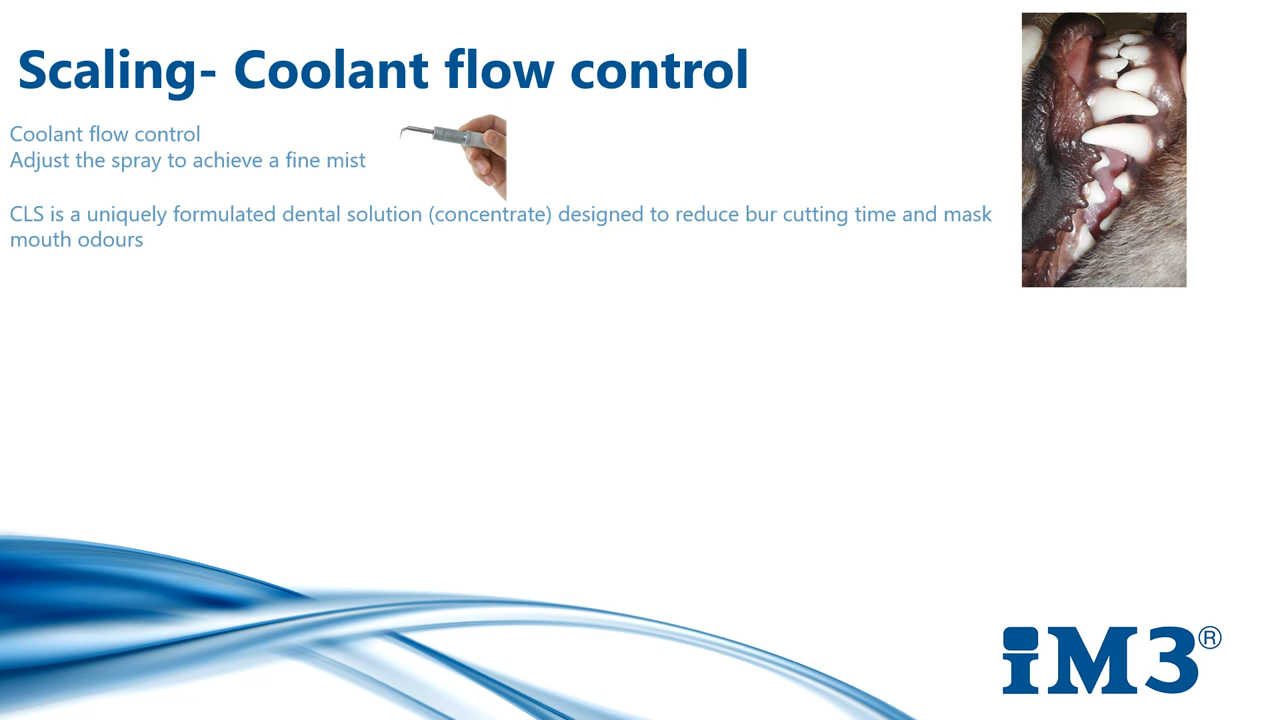 Scaling- Coolant flow control
Coolant flow control
Adjust the spray to achieve a fine mist
CLS is a uniquely formulated dental solution (concentrate) designed to reduce bur cutting time and mask
mouth odours
iM3®